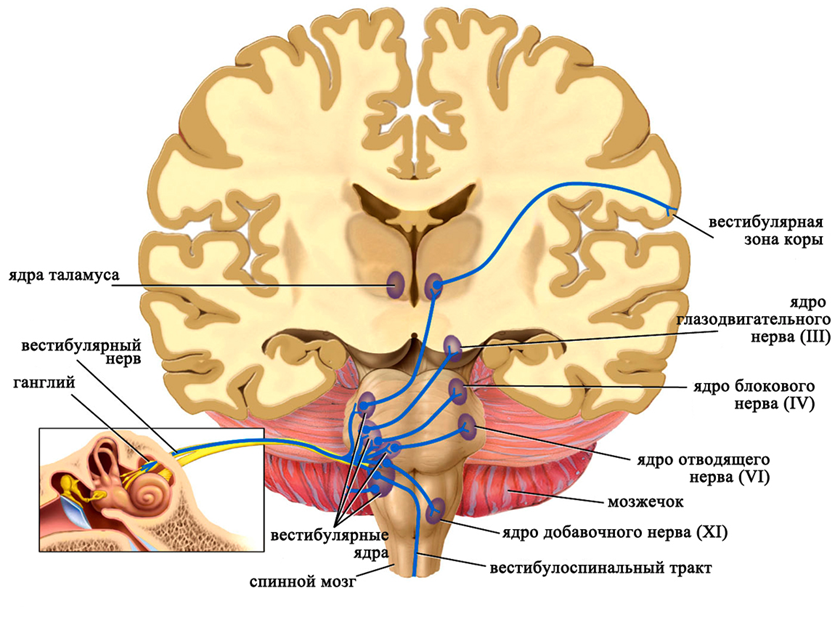 вестибулярная
зона коры
ядра таламуса
ядро
глазодвигательного
нерва (III)
вестибулярный
нерв
ганглий
ядро блокового
нерва (IV)
ядро отводящего
нерва (VI)
мозжечок
вестибулярные
ядра
ядро добавочного нерва (XI)
вестибулоспинальный тракт
спинной мозг